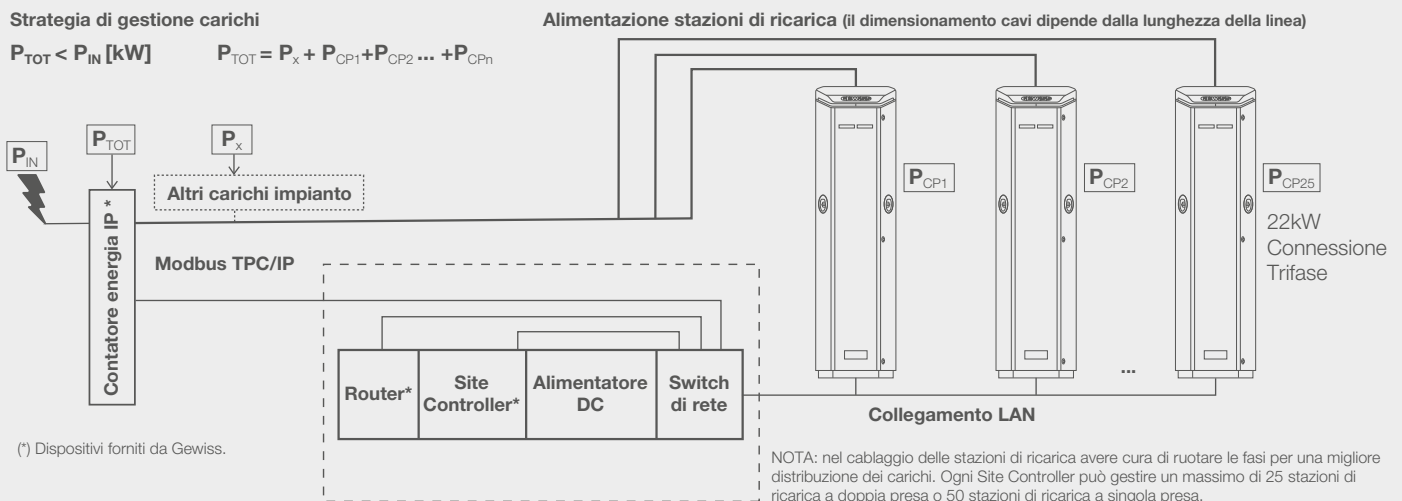 Strategia di gestione carichi
Alimentazione stazioni di ricarica (il dimensionamento cavi dipende dalla lunghezza della linea)
PTOT < PIN [kW]
PTOT = Px + PCP1+PCP2 ... +PCPn
PIN
PTOT
Px
Altri carichi impianto
Contatore energia IP *
GEWISS
GEWISS
GEWISS
PCP1
PCP2
PCP25
22kW
Connessione
Trifase
Modbus TPC/IP
Router*
Site
Controller*
Alimentatore
DC
Switch
di rete
...
Collegamento LAN
(*) Dispositivi forniti da Gewiss.
NOTA: nel cablaggio delle stazioni di ricarica avere cura di ruotare le fasi per una migliore
distribuzione dei carichi. Ogni Site Controller può gestire un massimo di 25 stazioni di
ricarica a doppia presa o 50 stazioni di ricarica a singola presa.